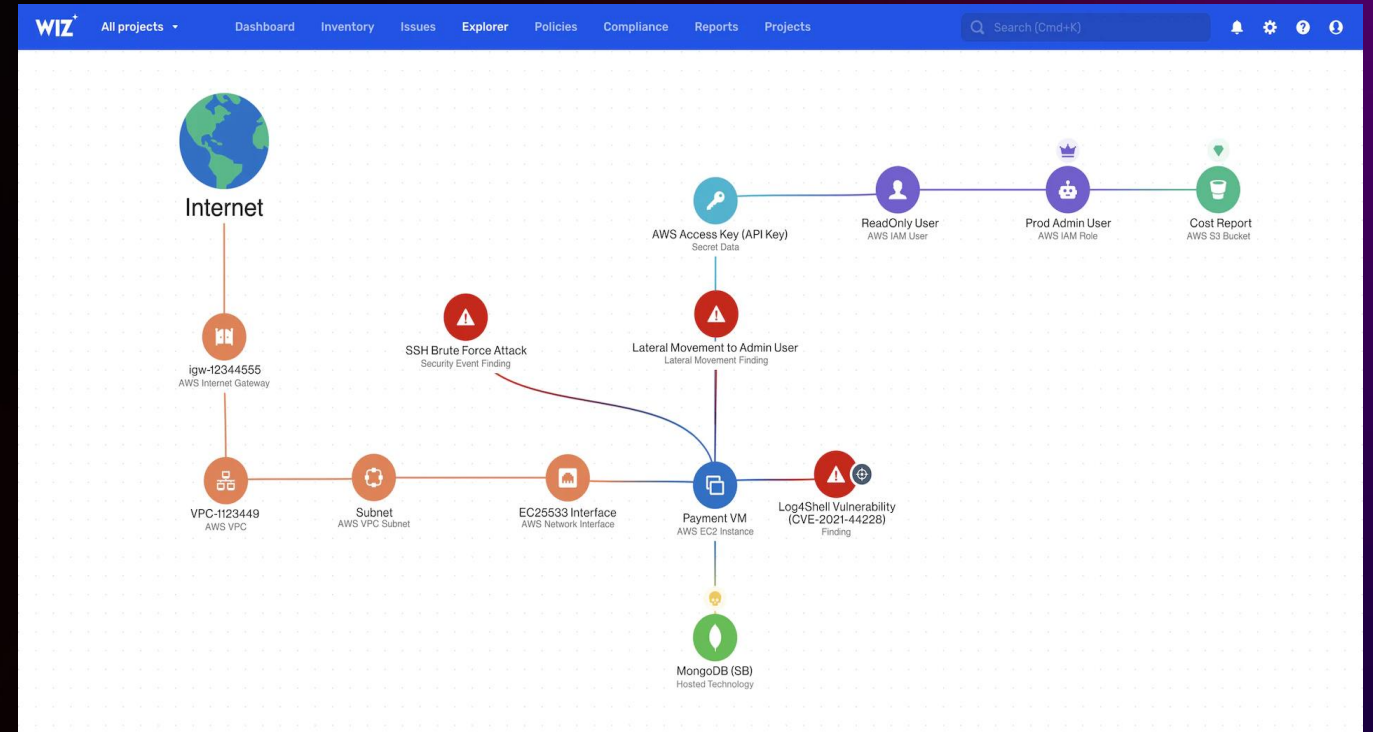 WIZ
All projects
Dashboard
Inventory
Issues
Explorer
Policies
Compliance
Reports
Projects
Search (Cmd+K)
Internet
AWS Access Key (API Key)
Secret Data
ReadOnly User
AWS IAM User
Prod Admin User
AWS IAM Role
Cost Report
AWS S3 Bucket
igw-12344555
AWS Internet Gateway
SSH Brute Force Attack
Security Event Finding
Lateral Movement to Admin User
Lateral Movement Finding
VPC-1123449
AWS VPC
Subnet
AWS VPC Subnet
EC25533 Interface
AWS Network Interface
Payment VM
AWS EC2 Instance
Log4Shell Vulnerability
(CVE-2021-44228)
Finding
MongoDB (SB)
Hosted Technology